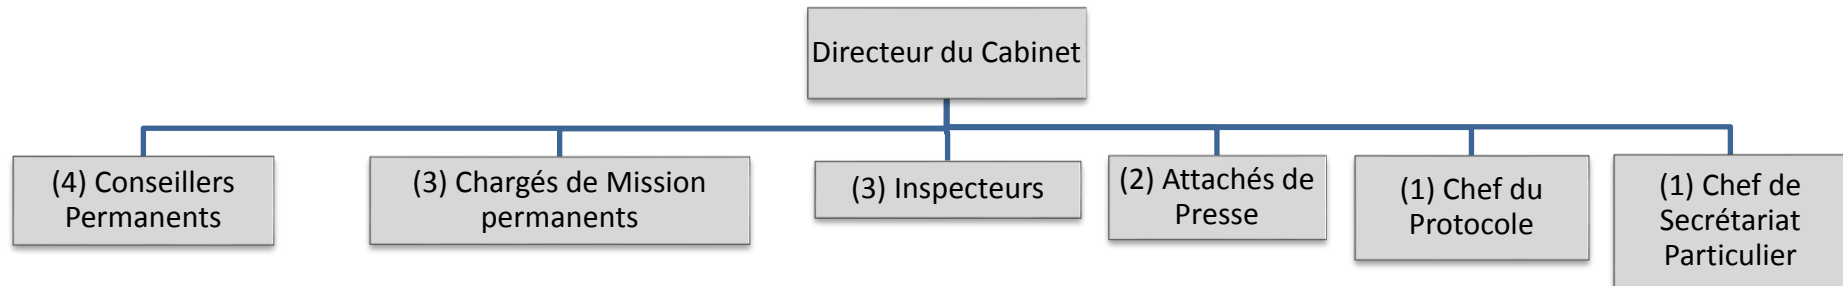 Directeur du Cabinet
(4) Conseillers
Permanents
(3) Chargés de Mission
permanents
(3) Inspecteurs
(2) Attachés de
Presse
(1) Chef du
Protocole
(1) Chef de
Secrétariat
Particulier